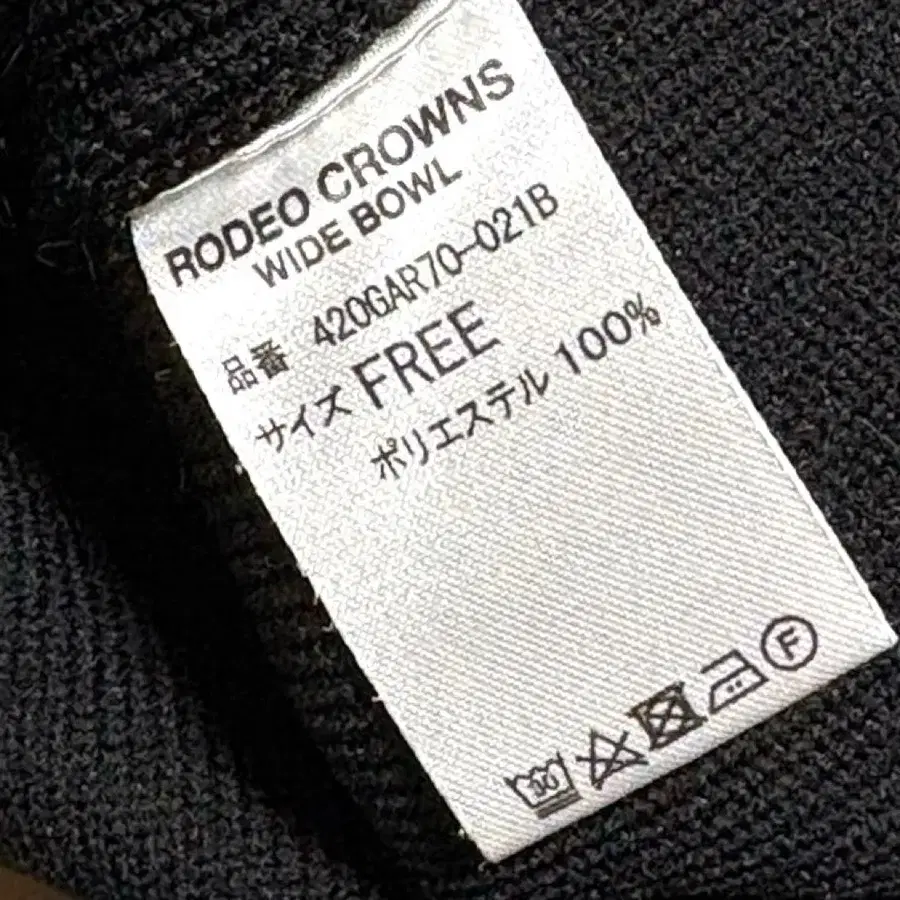 RODEO CROWNS
WIDE BOWL
品番 420GAR70-021B
サイズ FREE
ポリエステル 100%
30
F